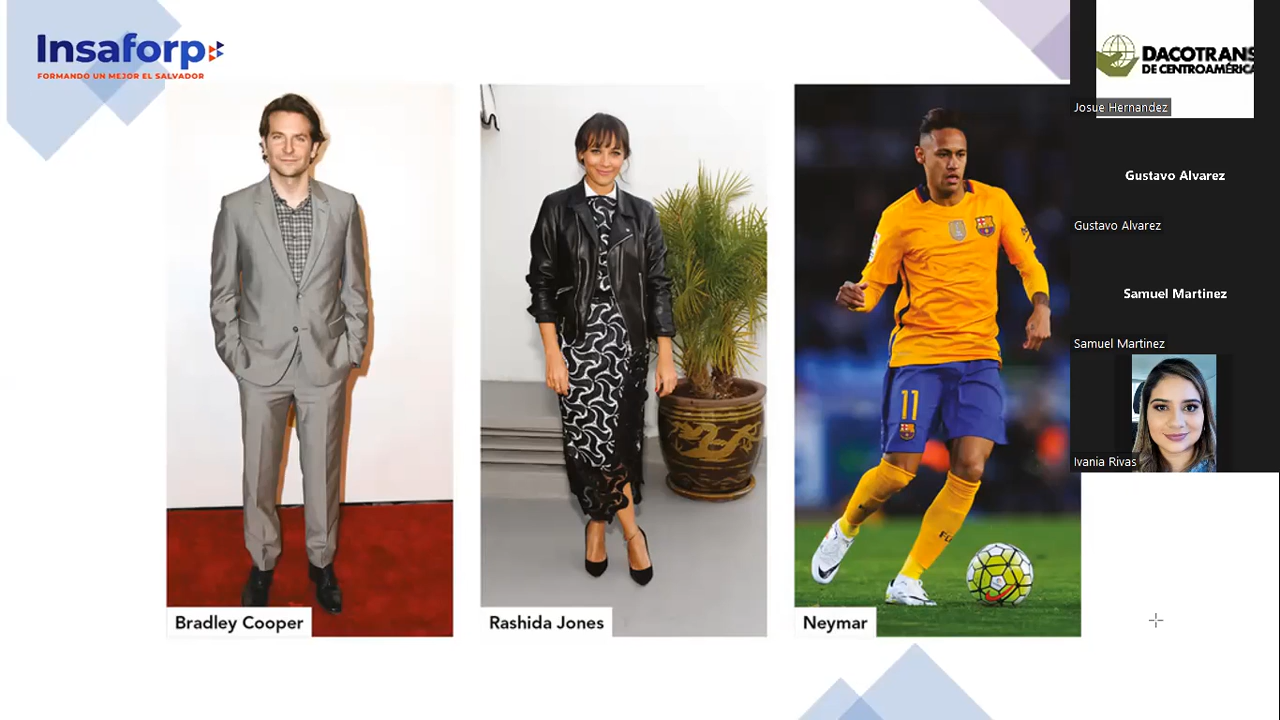 Insaforp
FORMANDO UN MEJOR EL SALVADOR
Bradley Cooper
Rashida Jones
11
Neymar
DACOTRANS
DE CENTROAMÉRICA
Josue Hernandez
Gustavo Alvarez
Gustavo Alvarez
Samuel Martinez
Samuel Martinez
Ivania Rivas